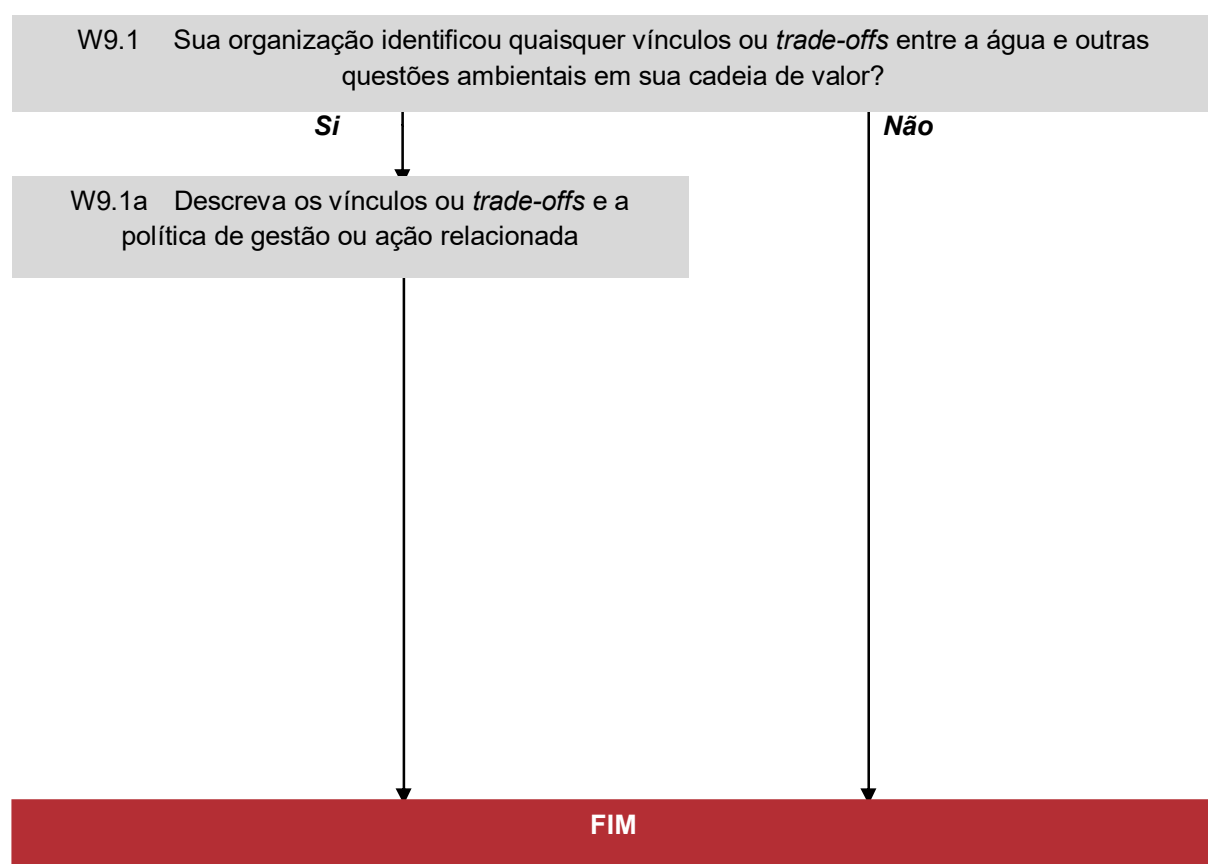 W9.1 Sua organização identificou quaisquer vínculos ou trade-offs entre a água e outras
questões ambientais em sua cadeia de valor?
Si
Não
W9.1a Descreva os vínculos ou trade-offs e a
política de gestão ou ação relacionada
FIM